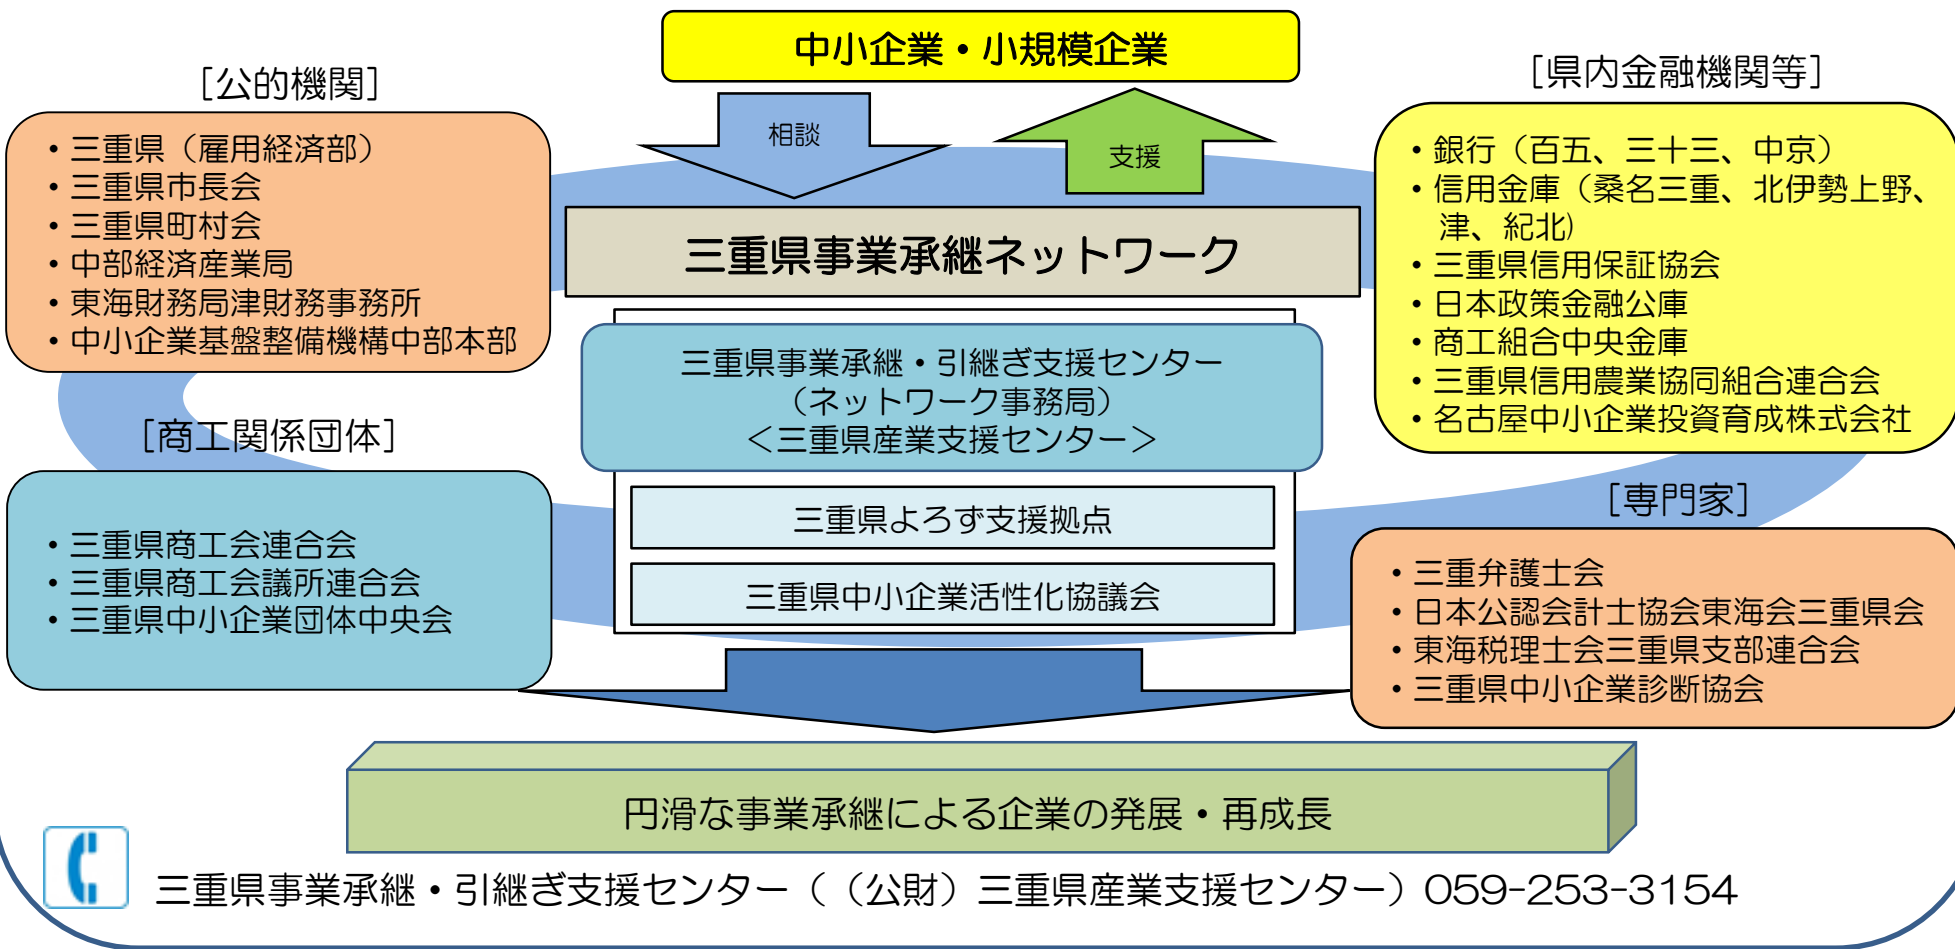 中小企業・小規模企業
相談
支援
[公的機関]
・三重県（雇用経済部）
・三重県市長会
・三重県町村会
・中部経済産業局
・東海財務局津財務事務所
・中小企業基盤整備機構中部本部
[県内金融機関等]
・銀行（百五、三十三、中京）
・信用金庫（桑名三重、北伊勢上野、
津、紀北)
・三重県信用保証協会
・日本政策金融公庫
・商工組合中央金庫
・三重県信用農業協同組合連合会
・名古屋中小企業投資育成株式会社
三重県事業承継ネットワーク
三重県事業承継・引継ぎ支援センター
（ネットワーク事務局）
＜三重県産業支援センター＞
三重県よろず支援拠点
三重県中小企業活性化協議会
[商工関係団体]
・三重県商工会連合会
・三重県商工会議所連合会
・三重県中小企業団体中央会
[専門家]
・三重弁護士会
・日本公認会計士協会東海会三重県会
・東海税理士会三重県支部連合会
・三重県中小企業診断協会
円滑な事業承継による企業の発展・再成長
三重県事業承継・引継ぎ支援センター（（公財）三重県産業支援センター）059-253-3154